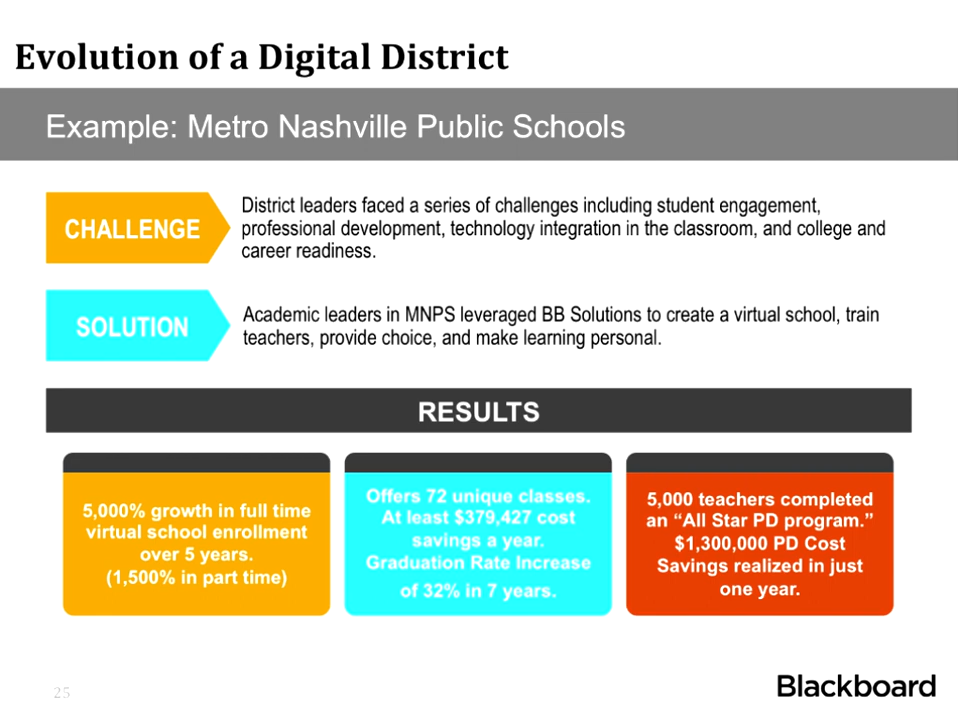 Evolution of a Digital District
Example: Metro Nashville Public Schools
CHALLENGE
District leaders faced a series of challenges including student engagement,
professional development, technology integration in the classroom, and college and
career readiness.
SOLUTION
Academic leaders in MNPS leveraged BB Solutions to create a virtual school, train
teachers, provide choice, and make learning personal.
RESULTS
5,000% growth in full time
virtual school enrollment
over 5 years.
(1,500% in part time)
Offers 72 unique classes.
At least $379,427 cost
savings a year.
Graduation Rate Increase
of 32% in 7 years.
5,000 teachers completed
an “All Star PD program.”
$1,300,000 PD Cost
Savings realized in just
one year.
25
Blackboard